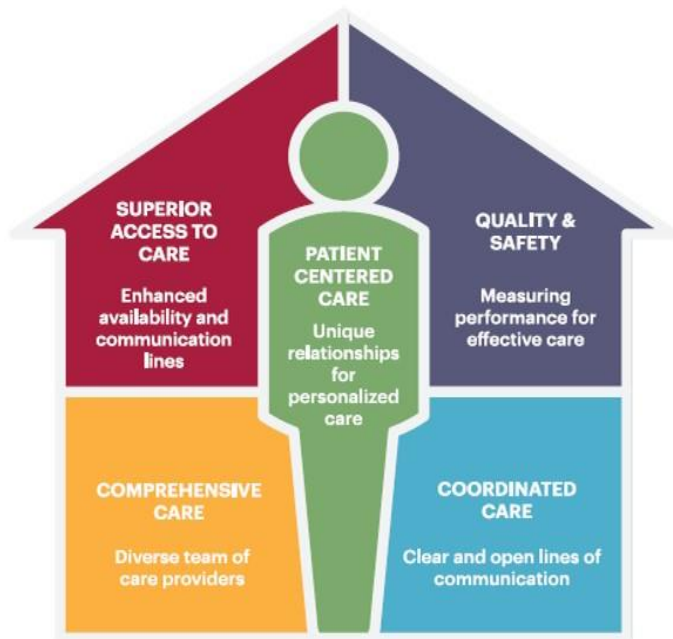 SUPERIOR
ACCESS TO
CARE
Enhanced
availability and
communication
lines
PATIENT
CENTERED
CARE
Unique
relationships
for
personalized
care
QUALITY &
SAFETY
Measuring
performance for
effective care
COMPREHENSIVE
CARE
Diverse team of
care providers
COORDINATED
CARE
Clear and open lines of
communication